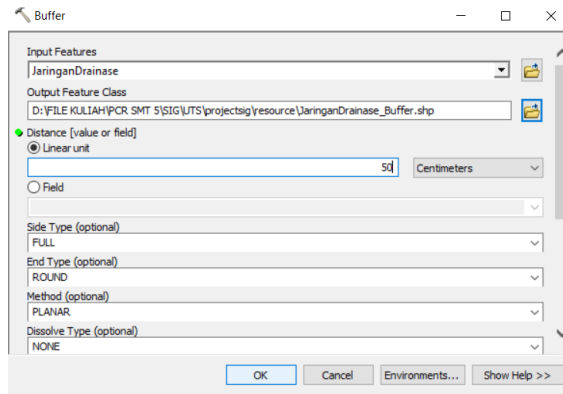 Buffer
Input Features
JaringanDrainase
Output Feature Class
D:\FILE KULIAH\PCR SMT 5\SIG\UTS\projectsig\resource\JaringanDrainase_Buffer.shp
Distance [value or field]
Linear unit
50 Centimeters
Field
Side Type (optional)
FULL
End Type (optional)
ROUND
Method (optional)
PLANAR
Dissolve Type (optional)
NONE
OK Cancel Environments... Show Help >>